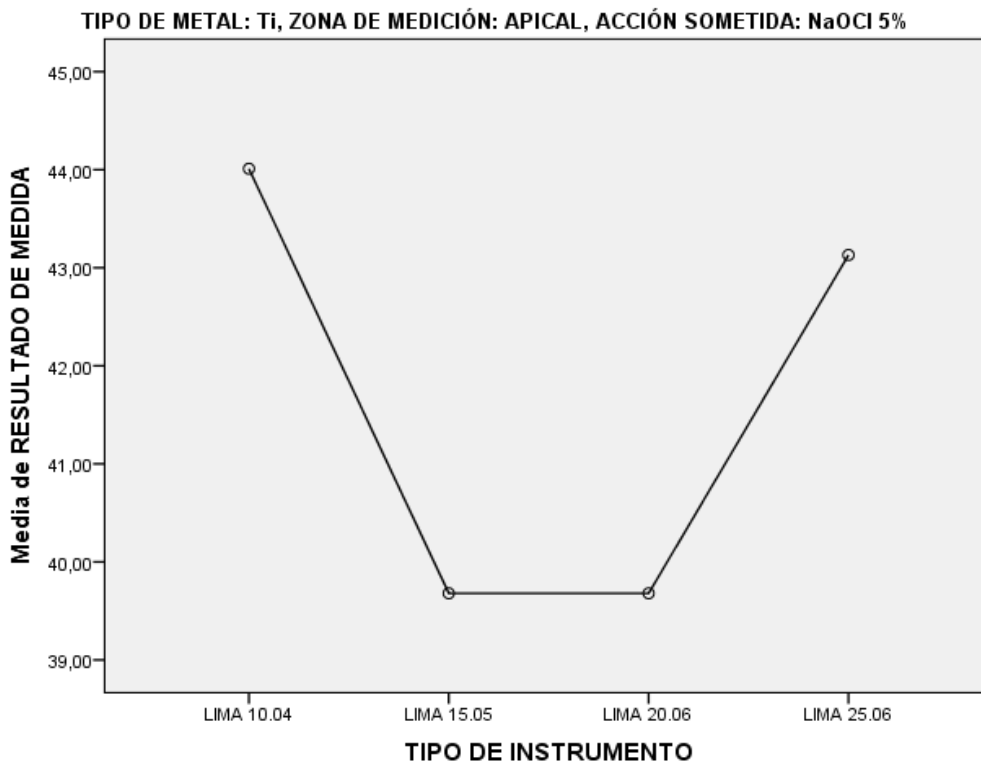 TIPO DE METAL: Ti, ZONA DE MEDICIÓN: APICAL, ACCIÓN SOMETIDA: NaOCl 5%
45,00
44,00
43,00
42,00
41,00
40,00
39,00
Media de RESULTADO DE MEDIDA
LIMA 10.04 LIMA 15.05 LIMA 20.06 LIMA 25.06
TIPO DE INSTRUMENTO